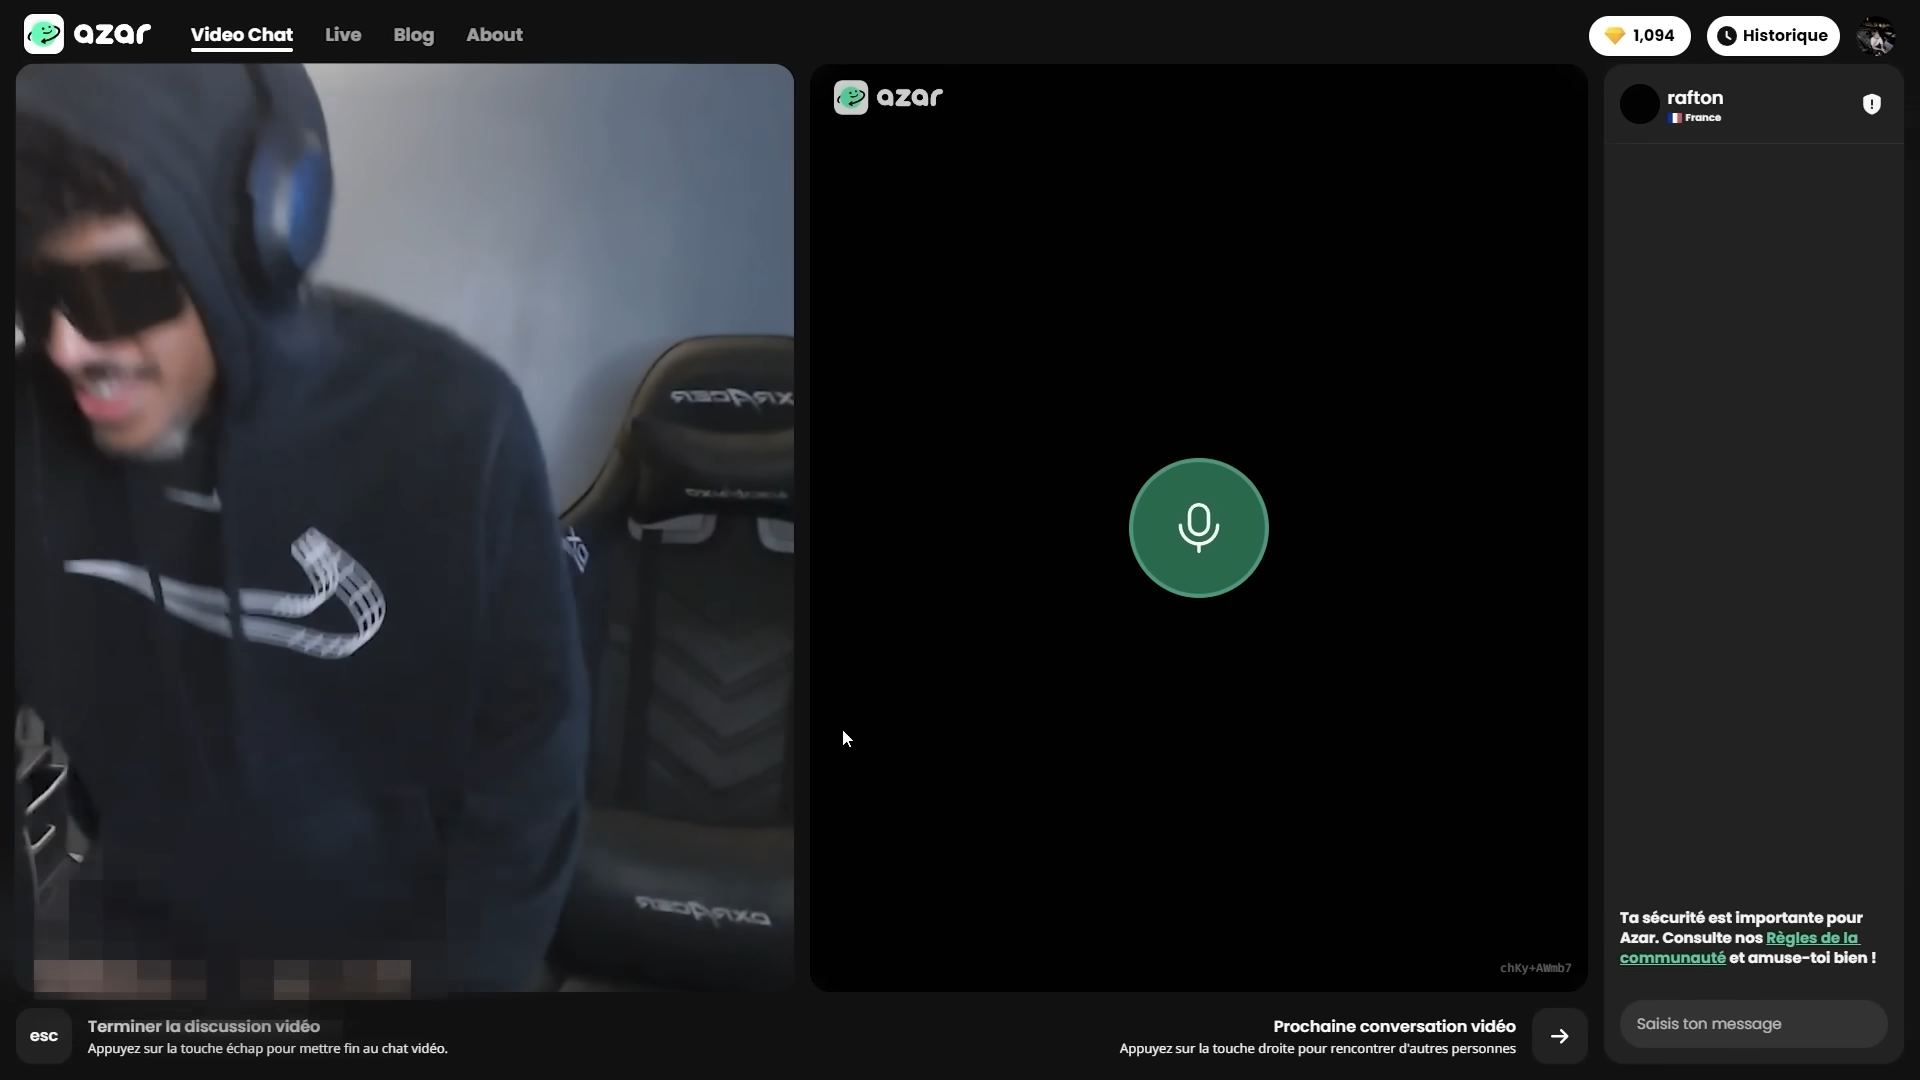 azar
Video Chat
Live
Blog
About
1,094
Historique
azar
rafton
France
DXRACER
DXRACER
Ta sécurité est importante pour
Azar. Consulte nos Règles de la
communauté et amuse-toi bien !
chKy+AWmb7
esc
Terminer la discussion vidéo
Appuyez sur la touche échap pour mettre fin au chat vidéo.
Prochaine conversation vidéo
Appuyez sur la touche droite pour rencontrer d'autres personnes
Saisis ton message